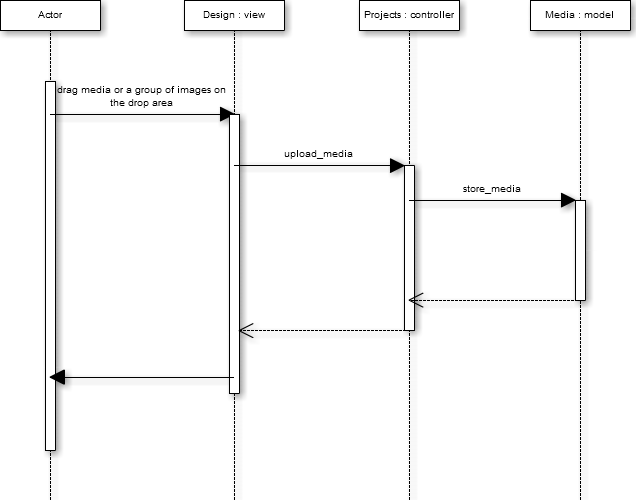 Actor
Design : view
Projects : controller
Media : model
drag media or a group of images on
the drop area
upload_media
store_media